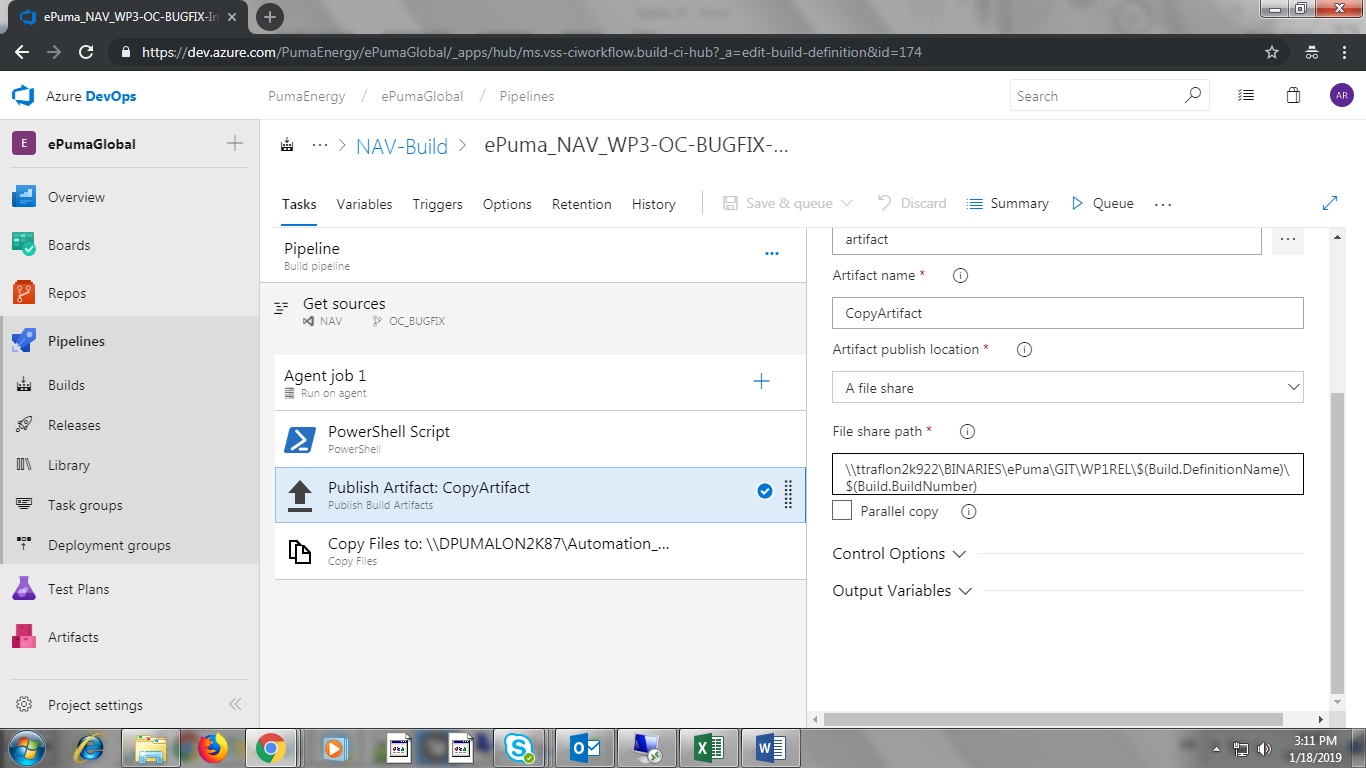 ePuma_NAV_WP3-OC-BUGFIX-In
https://dev.azure.com/PumaEnergy/ePumaGlobal/_apps/hub/ms.vss-ciworkflow.build-ci-hub?_a=edit-build-definition&id=174
Azure DevOps
PumaEnergy / ePumaGlobal / Pipelines
Search
AR
E ePumaGlobal
Overview
Boards
Repos
Pipelines
Builds
Releases
Library
Task groups
Deployment groups
Test Plans
Artifacts
Project settings
··· > NAV-Build > ePuma_NAV_WP3-OC-BUGFIX-...
Tasks Variables Triggers Options Retention History Save & queue Discard Summary Queue ...
Pipeline
Build pipeline
Get sources
NAV OC_BUGFIX
Agent job 1
Run on agent
PowerShell Script
PowerShell
Publish Artifact: CopyArtifact
Publish Build Artifacts
Copy Files to: \\DPUMALON2K87\Automation_...
Copy Files
artifact
Artifact name *
CopyArtifact
Artifact publish location *
A file share
File share path *
\\ttraflon2k922\BINARIES\ePuma\GIT\WP1REL\$(Build.DefinitionName)\
$(Build.BuildNumber)
Parallel copy
Control Options
Output Variables
3:11 PM
1/18/2019